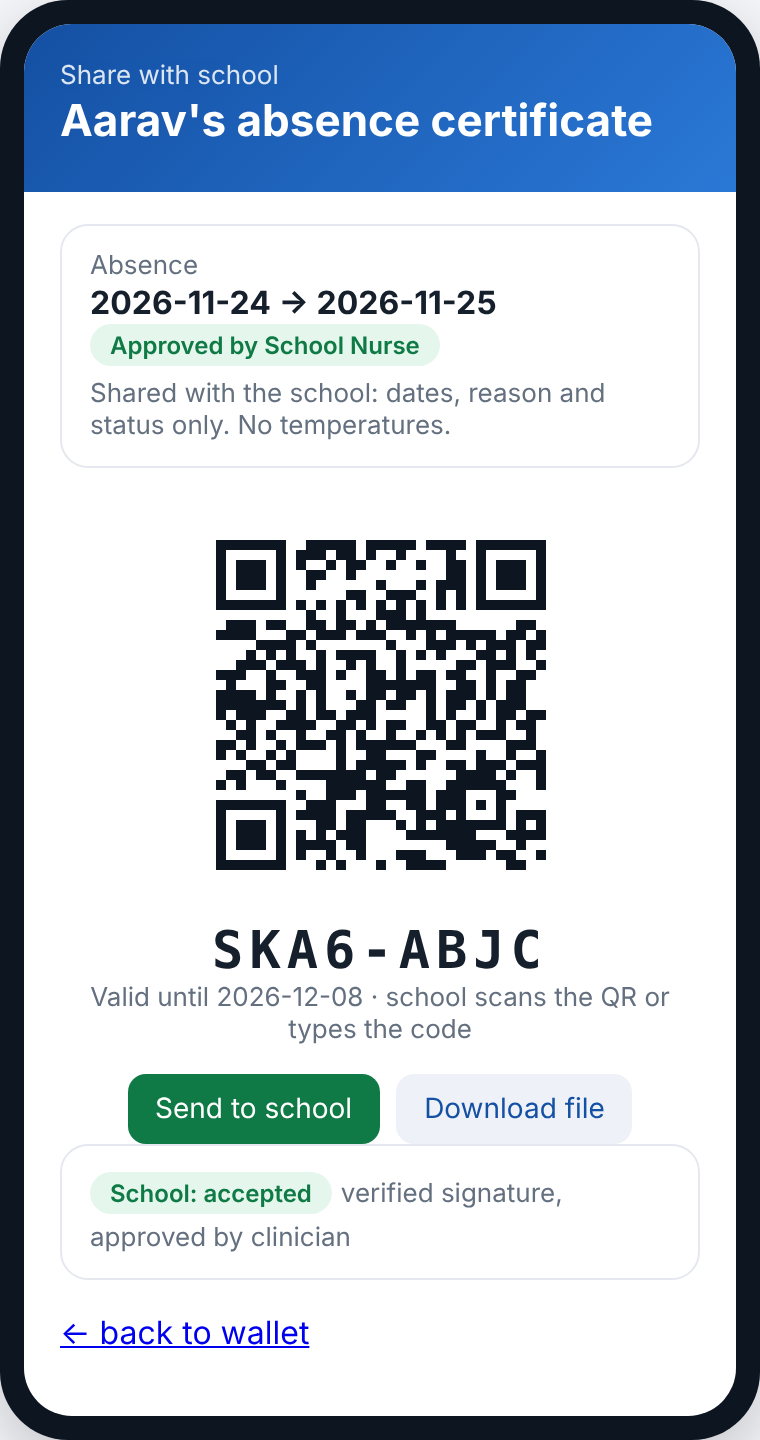 Share with school
Aarav's absence certificate
Absence
2026-11-24 → 2026-11-25
Approved by School Nurse
Shared with the school: dates, reason and
status only. No temperatures.
SKA6-ABJC
Valid until 2026-12-08 · school scans the QR or
types the code
Send to school Download file
School: accepted verified signature,
approved by clinician
← back to wallet